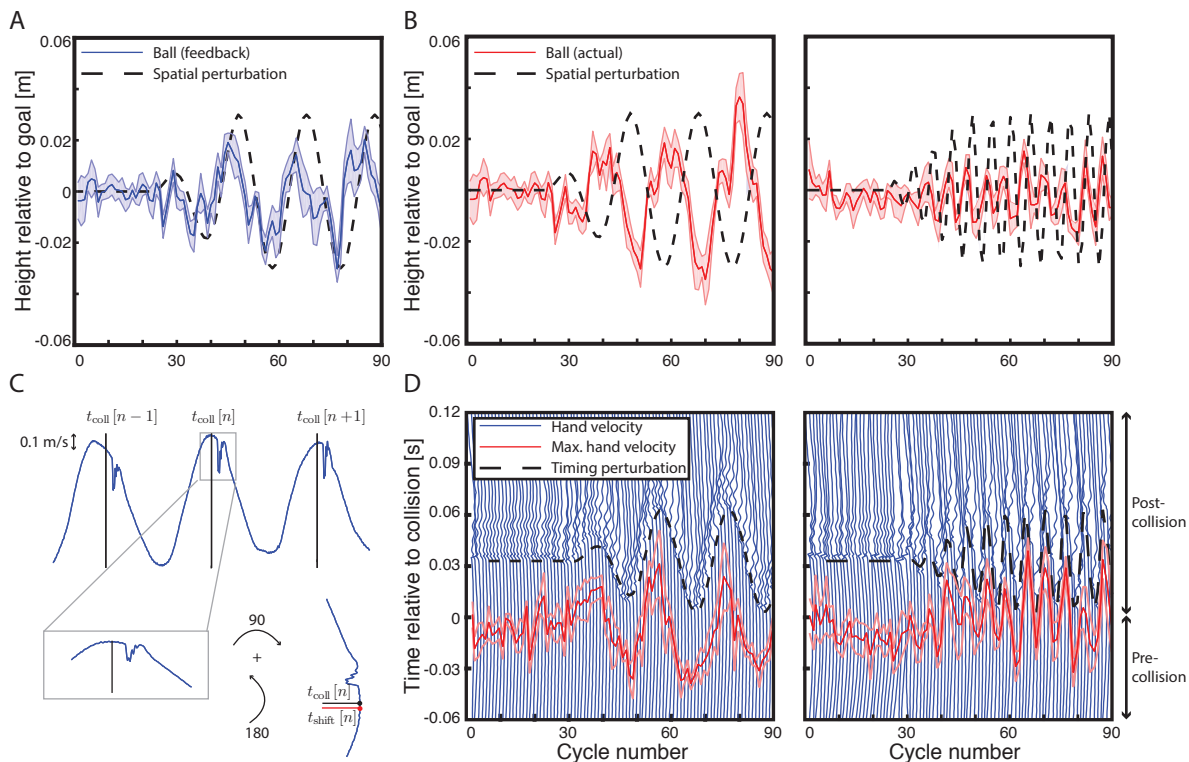 A
B
0.06
0.04
0.02
0
-0.02
-0.06
Height relative to goal [m]
Ball (feedback)
Spatial perturbation
0 30 60 90
0.06
0.04
0.02
0
-0.02
-0.06
Height relative to goal [m]
Ball (actual)
Spatial perturbation
0 30 60 90
0 30 60 90
C
D
t_coll [n − 1]
t_coll [n]
t_coll [n+1]
0.1 m/s
90
+
180
t_coll [n]
t_shift [n]
0.12
0.09
0.06
0.03
0
-0.03
-0.06
Time relative to collision [s]
Hand velocity
Max. hand velocity
Timing perturbation
0 30 60 90
Cycle number
0 30 60 90
Cycle number
Post-
collision
Pre-
collision